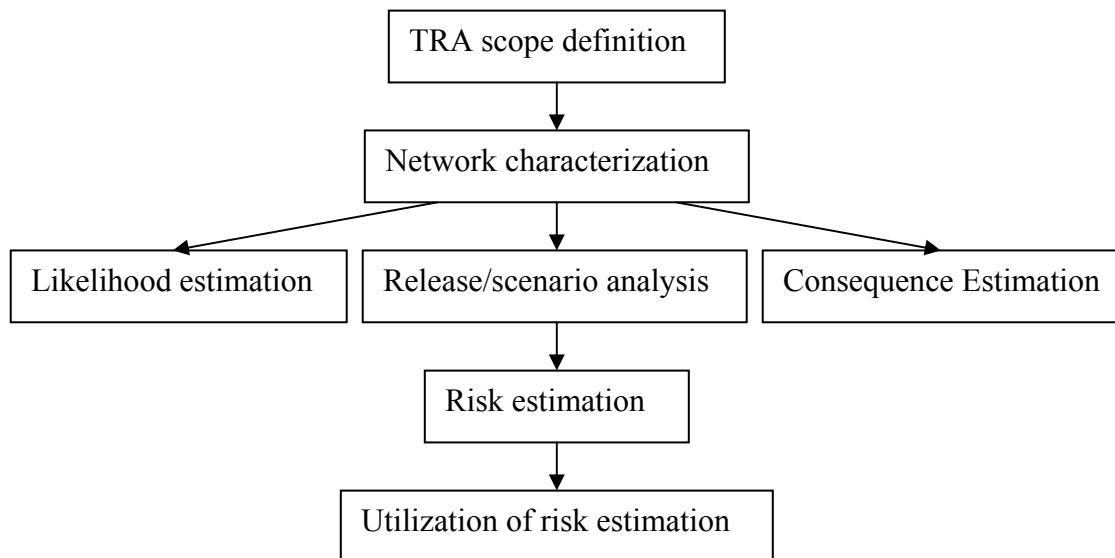 TRA scope definition
Network characterization
Likelihood estimation
Release/scenario analysis
Consequence Estimation
Risk estimation
Utilization of risk estimation